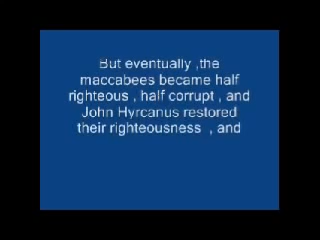 But eventually ,the
maccabees became half
righteous , half corrupt , and
John Hyrcanus restored
their righteousness  , and